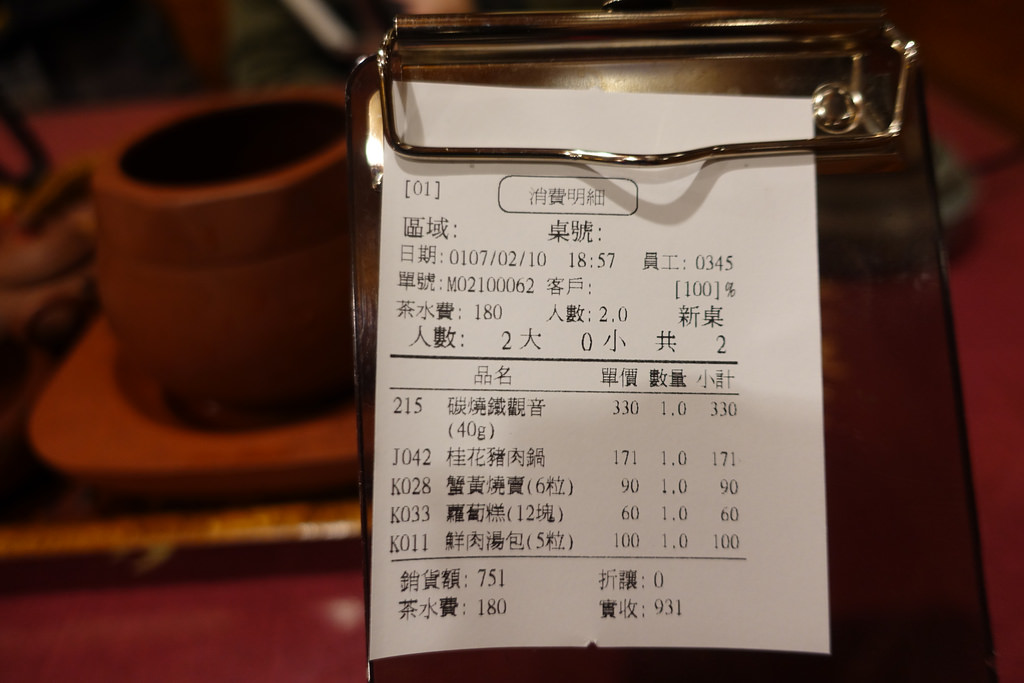 [01] 消費明細
區域: 桌號:
日期:0107/02/10 18:57 員工: 0345
單號:M02100062 客戶: [100]%
茶水費: 180 人數: 2.0 新桌
人數: 2 大 0 小 共 2
品名 單價 數量 小計
215 碳燒鐵觀音 330 1.0 330
(40g)
J042 桂花豬肉鍋 171 1.0 171
K028 蟹黃燒賣(6粒) 90 1.0 90
K033 蘿蔔糕(12塊) 60 1.0 60
K011 鮮肉湯包(5粒) 100 1.0 100
銷貨額: 751 折讓: 0
茶水費: 180 實收: 931